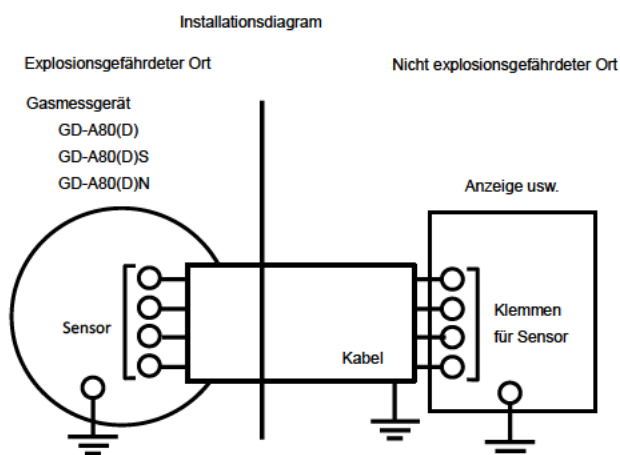 Installationsdiagram
Explosionsgefährdeter Ort
Nicht explosionsgefährdeter Ort
Gasmessgerät
GD-A80(D)
GD-A80(D)S
GD-A80(D)N
Anzeige usw.
Sensor
Kabel
Klemmen
für Sensor